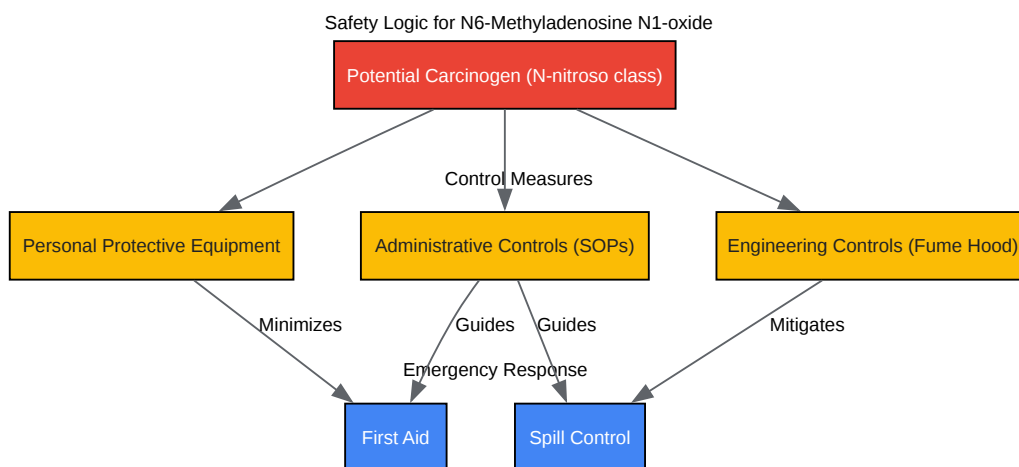 Safety Logic for N6-Methyladenosine N1-oxide
Potential Carcinogen (N-nitroso class)
Control Measures
Personal Protective Equipment
Administrative Controls (SOPs)
Engineering Controls (Fume Hood)
Minimizes
Guides
Guides
Mitigates
Emergency Response
First Aid
Spill Control